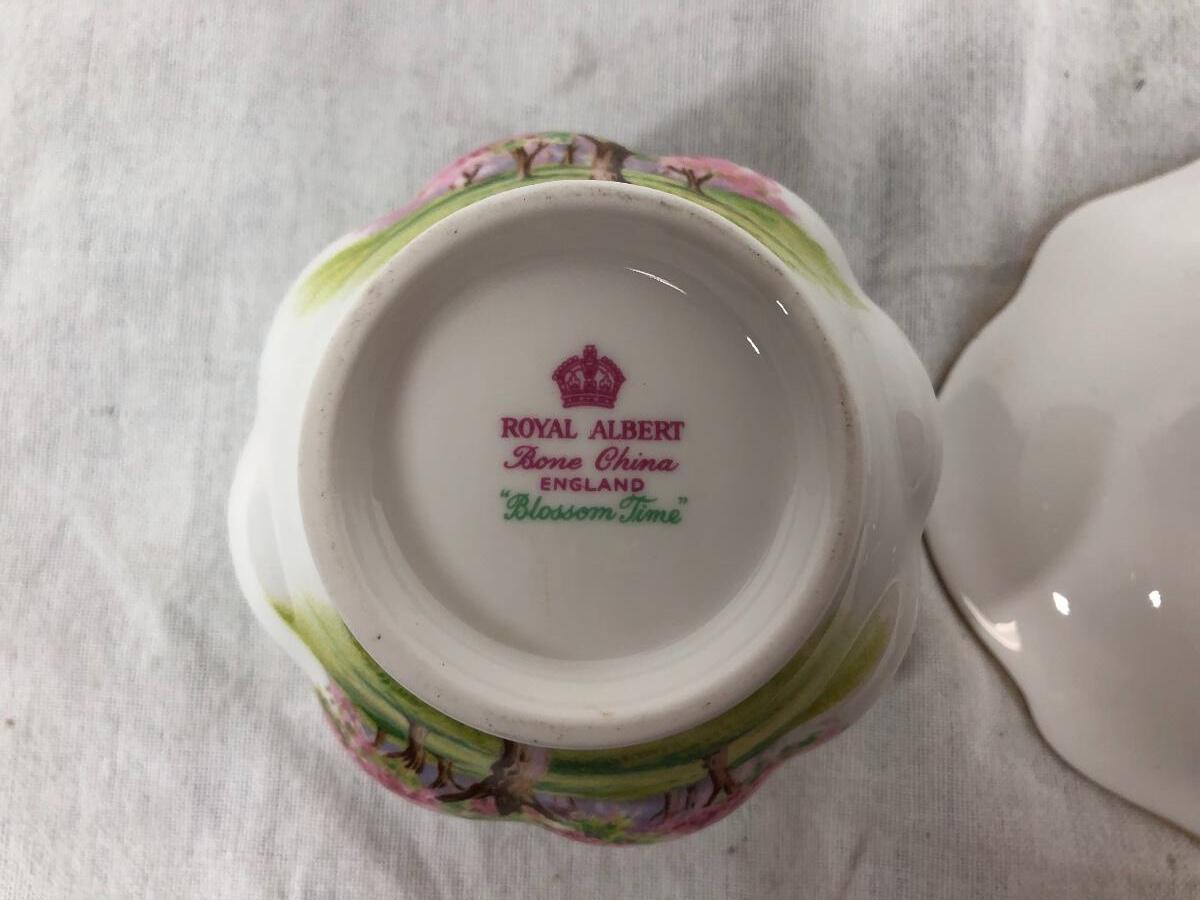 ROYAL ALBERT
Bone China
ENGLAND
"Blossom Time"